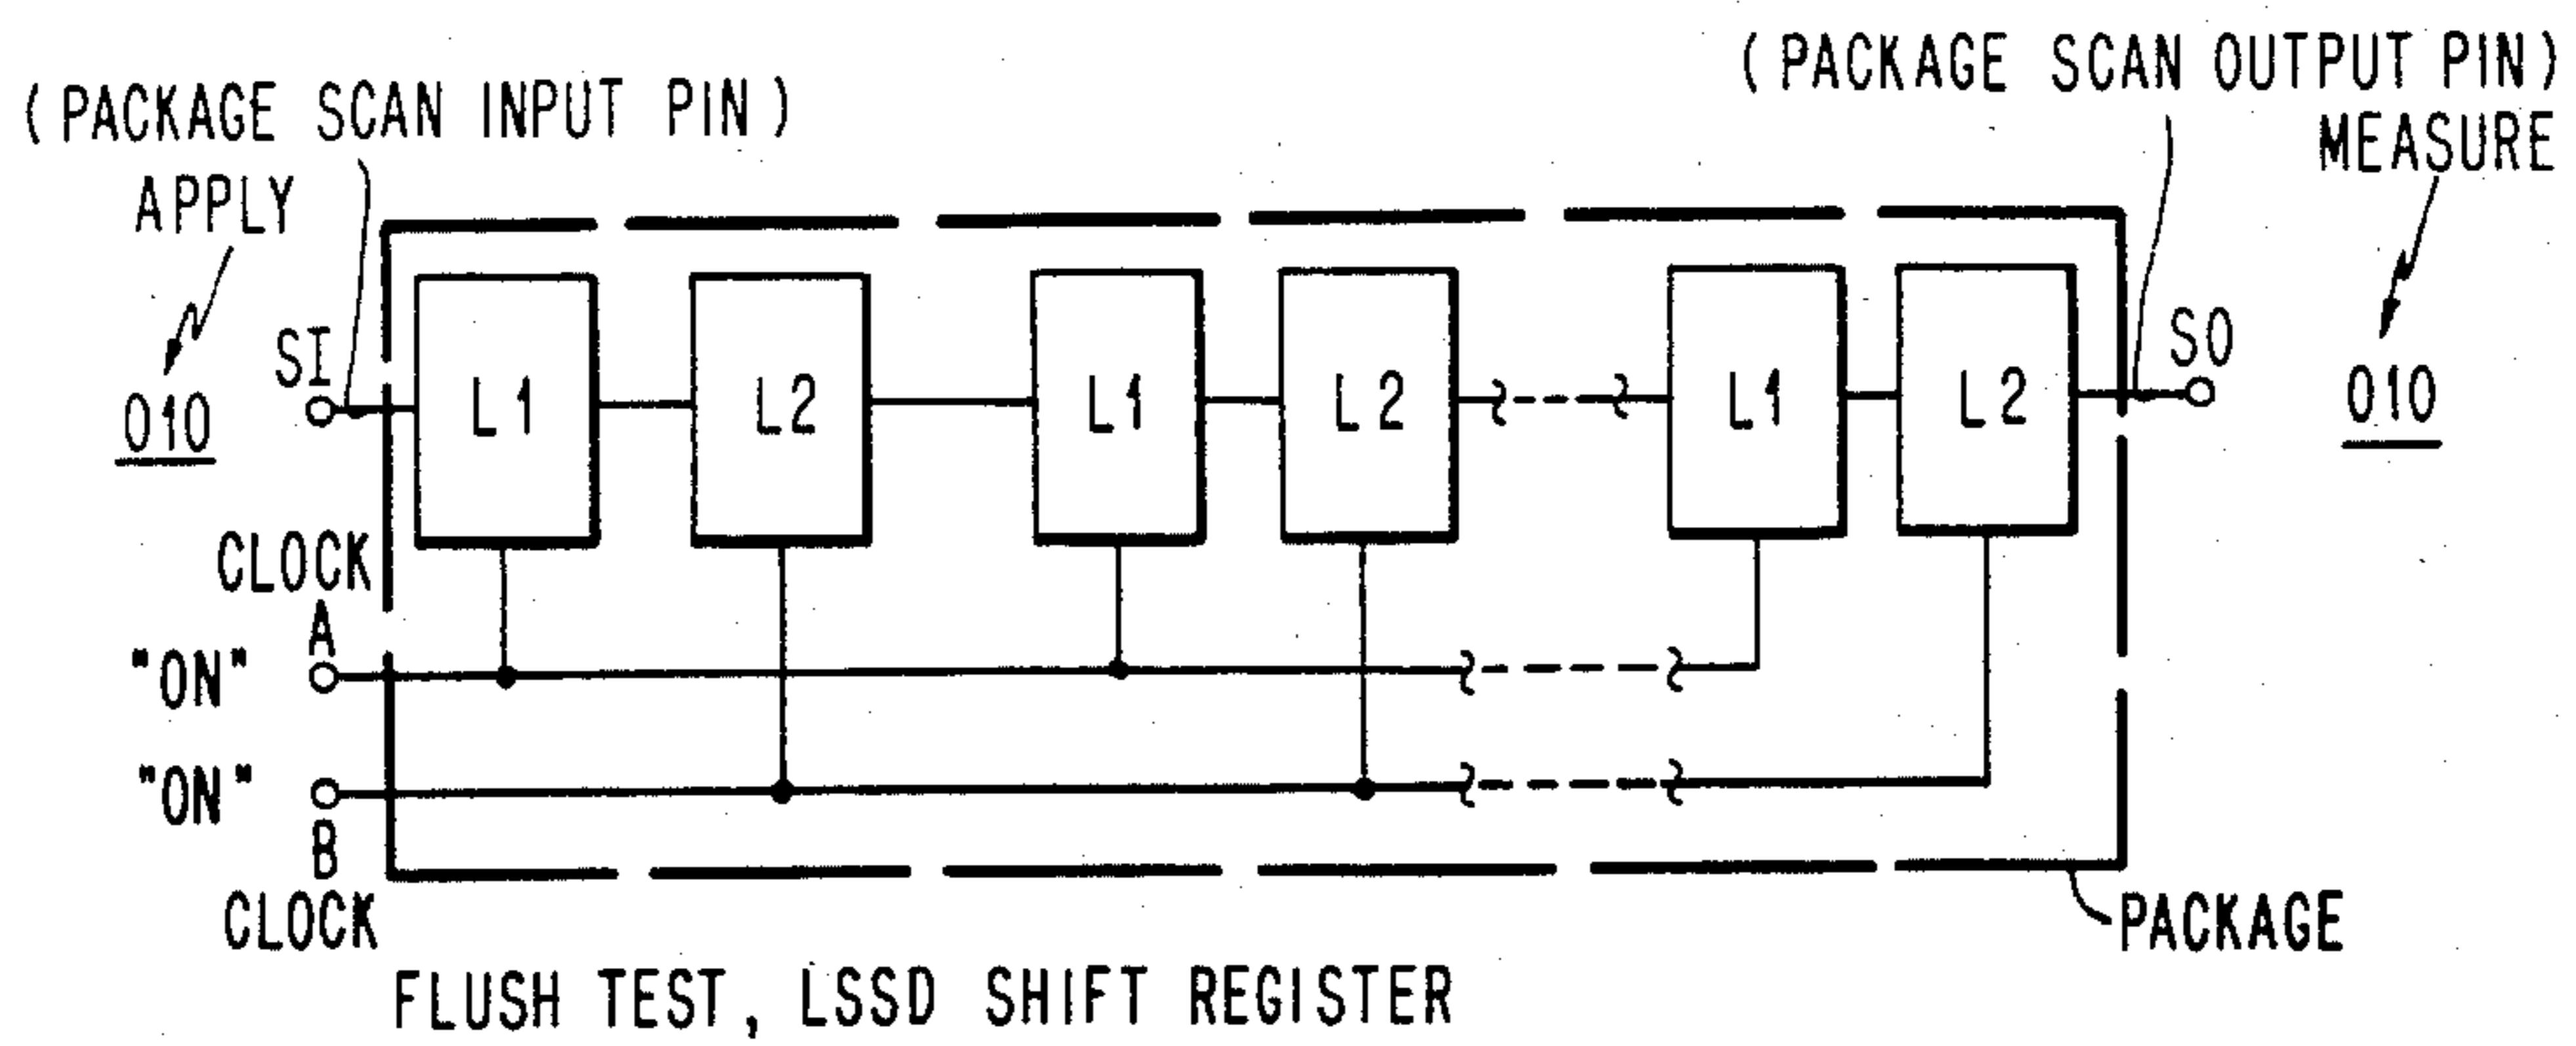 (PACKAGE SCAN INPUT PIN)
APPLY
010
SI
(PACKAGE SCAN OUTPUT PIN)
MEASURE
SO
010
L1
L2
L1
L2
L1
L2
CLOCK
A
"ON"
"ON"
B
CLOCK
PACKAGE
FLUSH TEST, LSSD SHIFT REGISTER